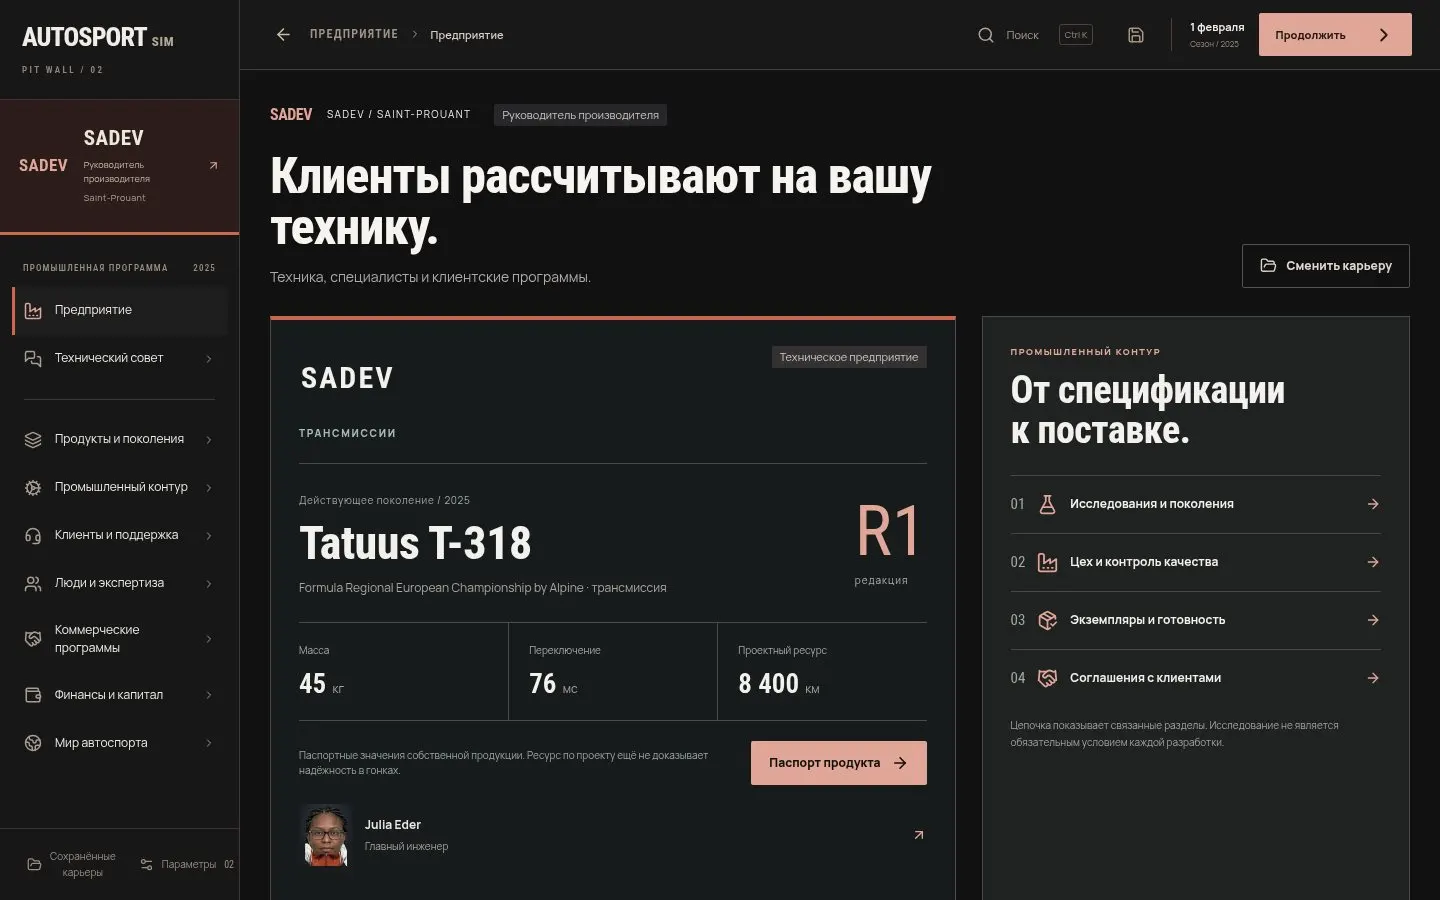 AUTOSPORT SIM
PIT WALL / 02
SADEV
SADEV
Руководитель
производителя
Saint-Prouant
ПРОМЫШЛЕННАЯ ПРОГРАММА 2025
Предприятие
Технический совет
Продукты и поколения
Промышленный контур
Клиенты и поддержка
Люди и экспертиза
Коммерческие
программы
Финансы и капитал
Мир автоспорта
Сохранённые
карьеры
Параметры 02
ПРЕДПРИЯТИЕ
Предприятие
Поиск
Ctrl K
1 февраля
Сезон / 2025
Продолжить
SADEV
SADEV / SAINT-PROUANT
Руководитель производителя
Клиенты рассчитывают на вашу
технику.
Техника, специалисты и клиентские программы.
Сменить карьеру
SADEV
Техническое предприятие
ТРАНСМИССИИ
Действующее поколение / 2025
Tatuus T-318
Formula Regional European Championship by Alpine · трансмиссия
R1
редакция
Масса
45 кг
Переключение
76 мс
Проектный ресурс
8 400 км
Паспортные значения собственной продукции. Ресурс по проекту ещё не доказывает
надёжность в гонках.
Паспорт продукта
Julia Eder
Главный инженер
ПРОМЫШЛЕННЫЙ КОНТУР
От спецификации
к поставке.
01 Исследования и поколения
02 Цех и контроль качества
03 Экземпляры и готовность
04 Соглашения с клиентами
Цепочка показывает связанные разделы. Исследование не является
обязательным условием каждой разработки.